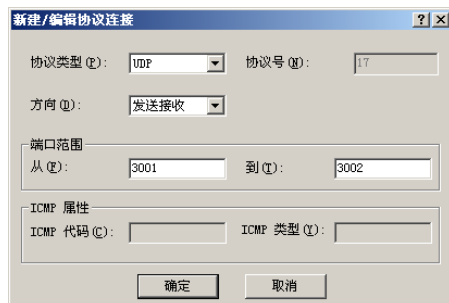 新建/编辑协议连接
协议类型(P): UDP 协议号(N): 17
方向(D): 发送接收
端口范围
从(F): 3001 到(T): 3002
ICMP 属性
ICMP 代码(C): ICMP 类型(Y):
确定 取消